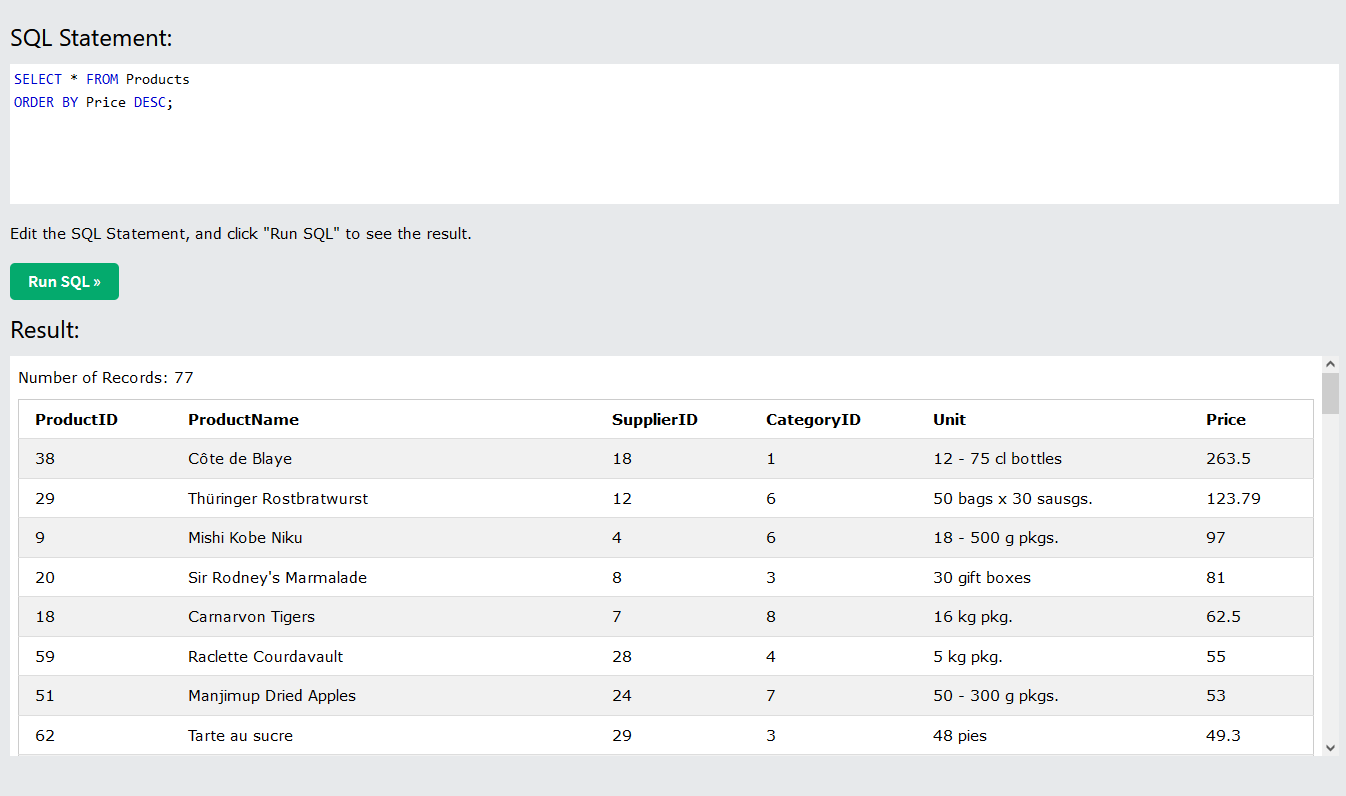 SQL Statement:
SELECT * FROM Products
ORDER BY Price DESC;
Edit the SQL Statement, and click "Run SQL" to see the result.
Run SQL »
Result:
Number of Records: 77
ProductID ProductName SupplierID CategoryID Unit Price
38 Côte de Blaye 18 1 12 - 75 cl bottles 263.5
29 Thüringer Rostbratwurst 12 6 50 bags x 30 sausgs. 123.79
9 Mishi Kobe Niku 4 6 18 - 500 g pkgs. 97
20 Sir Rodney's Marmalade 8 3 30 gift boxes 81
18 Carnarvon Tigers 7 8 16 kg pkg. 62.5
59 Raclette Courdavault 28 4 5 kg pkg. 55
51 Manjimup Dried Apples 24 7 50 - 300 g pkgs. 53
62 Tarte au sucre 29 3 48 pies 49.3